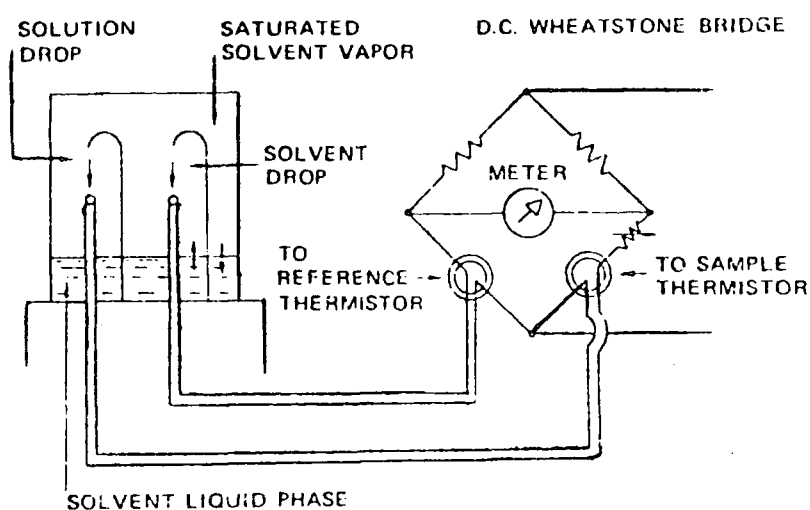 SOLUTION
DROP
SATURATED
SOLVENT VAPOR
D.C. WHEATSTONE BRIDGE
SOLVENT
DROP
METER
TO
REFERENCE
THERMISTOR
TO SAMPLE
THERMISTOR
SOLVENT LIQUID PHASE